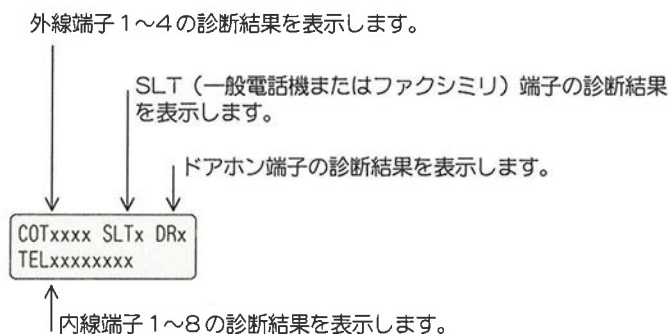 外線端子1～4の診断結果を表示します。
SLT（一般電話機またはファクシミリ）端子の診断結果
を表示します。
ドアホン端子の診断結果を表示します。
COTxxxx SLTx DRx
TELxxxxxxxx
内線端子1～8の診断結果を表示します。